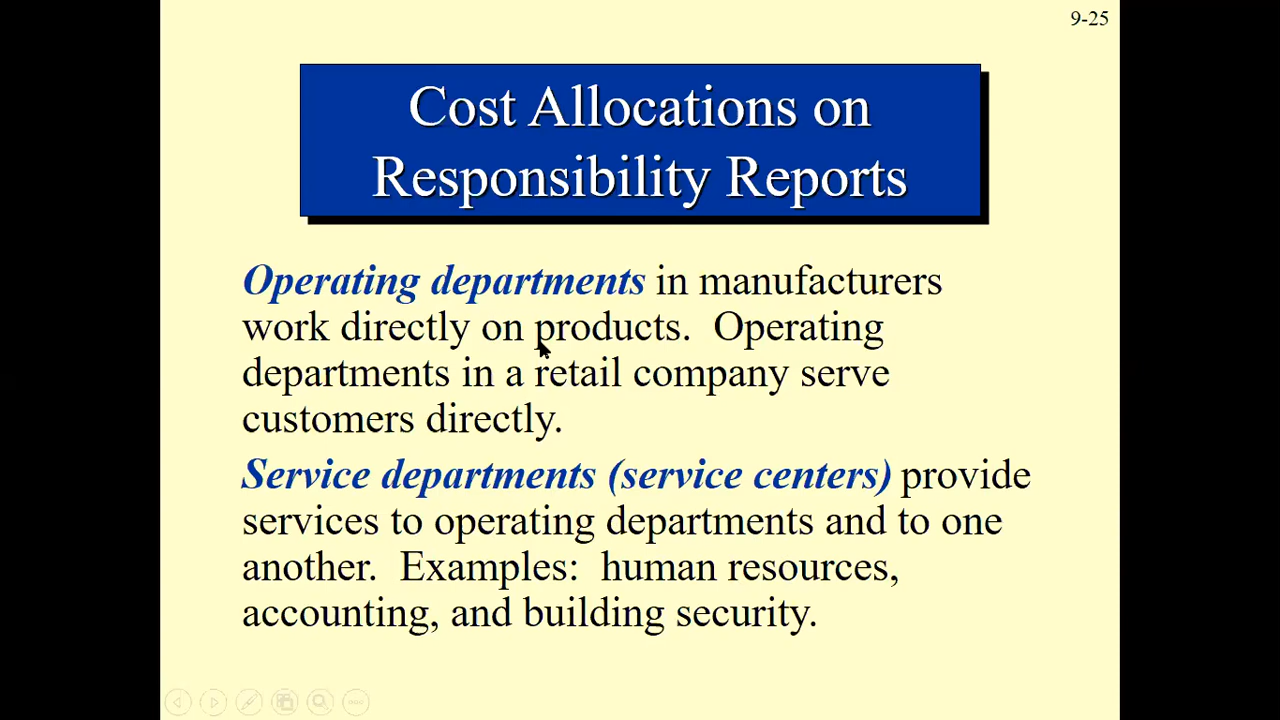 9-25
Cost Allocations on
Responsibility Reports
Operating departments in manufacturers
work directly on products.  Operating
departments in a retail company serve
customers directly.
Service departments (service centers) provide
services to operating departments and to one
another.  Examples:  human resources,
accounting, and building security.